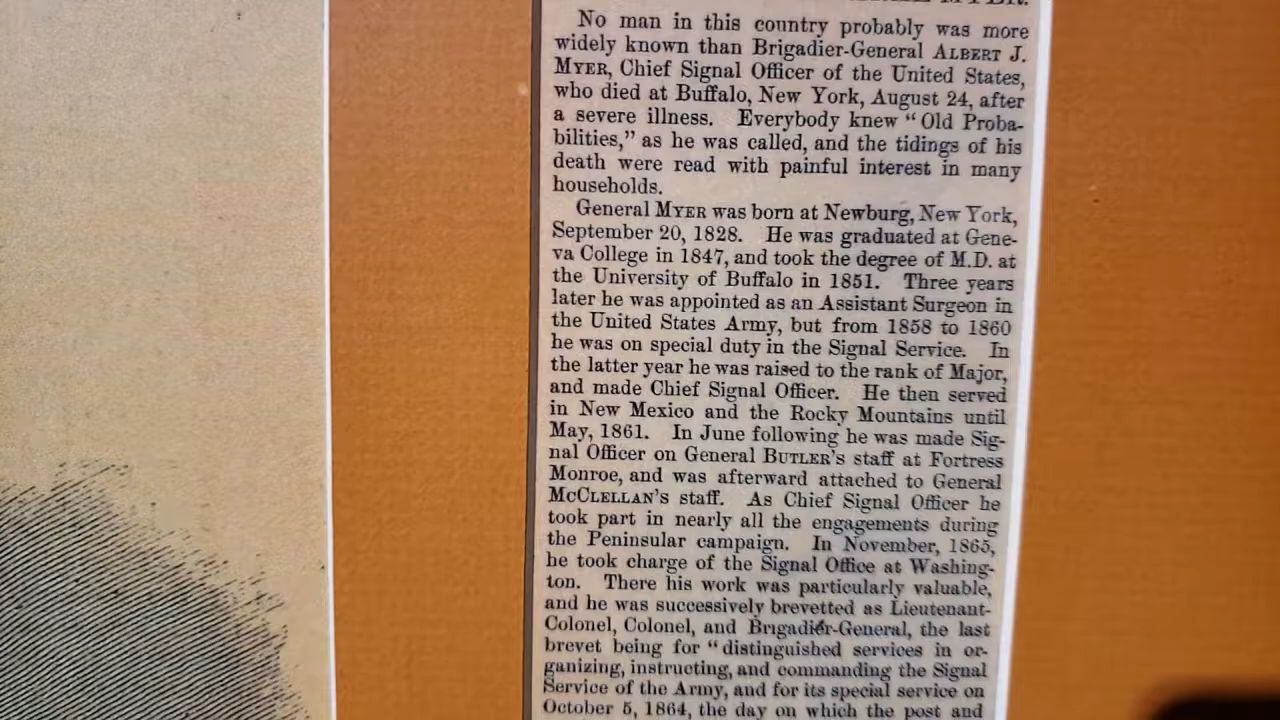 No man in this country probably was more
widely known than Brigadier-General ALBERT J.
MYER, Chief Signal Officer of the United States,
who died at Buffalo, New York, August 24, after
a severe illness. Everybody knew “Old Proba-
bilities,” as he was called, and the tidings of his
death were read with painful interest in many
households.
General MYER was born at Newburg, New York,
September 20, 1828. He was graduated at Gene-
va College in 1847, and took the degree of M.D. at
the University of Buffalo in 1851. Three years
later he was appointed as an Assistant Surgeon in
the United States Army, but from 1858 to 1860
he was on special duty in the Signal Service. In
the latter year he was raised to the rank of Major,
and made Chief Signal Officer. He then served
in New Mexico and the Rocky Mountains until
May, 1861. In June following he was made Sig-
nal Officer on General BUTLER’S staff at Fortress
Monroe, and was afterward attached to General
MCCLELLAN’S staff. As Chief Signal Officer he
took part in nearly all the engagements during
the Peninsular campaign. In November, 1865,
he took charge of the Signal Office at Washing-
ton. There his work was particularly valuable,
and he was successively brevetted as Lieutenant-
Colonel, Colonel, and Brigadier-General, the last
brevet being for “distinguished services in or-
ganizing, instructing, and commanding the Signal
Service of the Army, and for its special service on
October 5, 1864, the day on which the post and